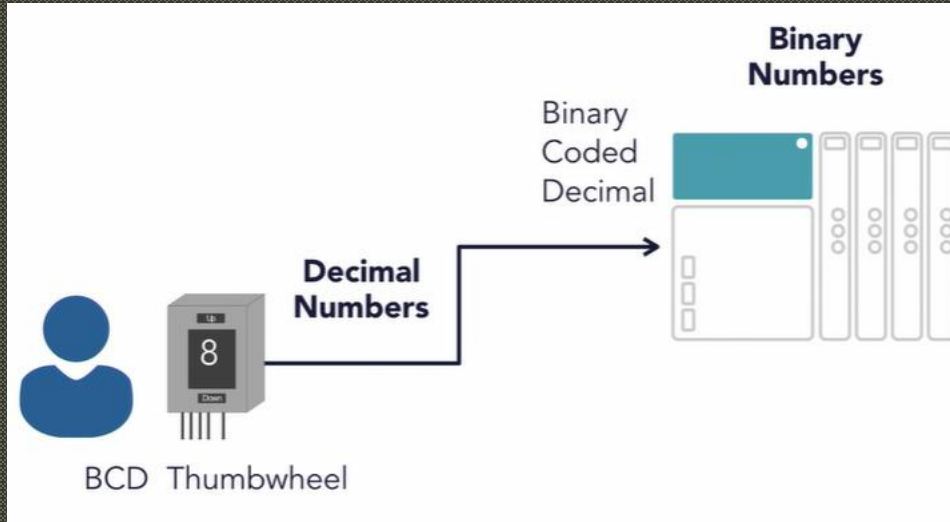 Binary
Numbers
Binary
Coded
Decimal
Decimal
Numbers
Up
8
Down
BCD Thumbwheel